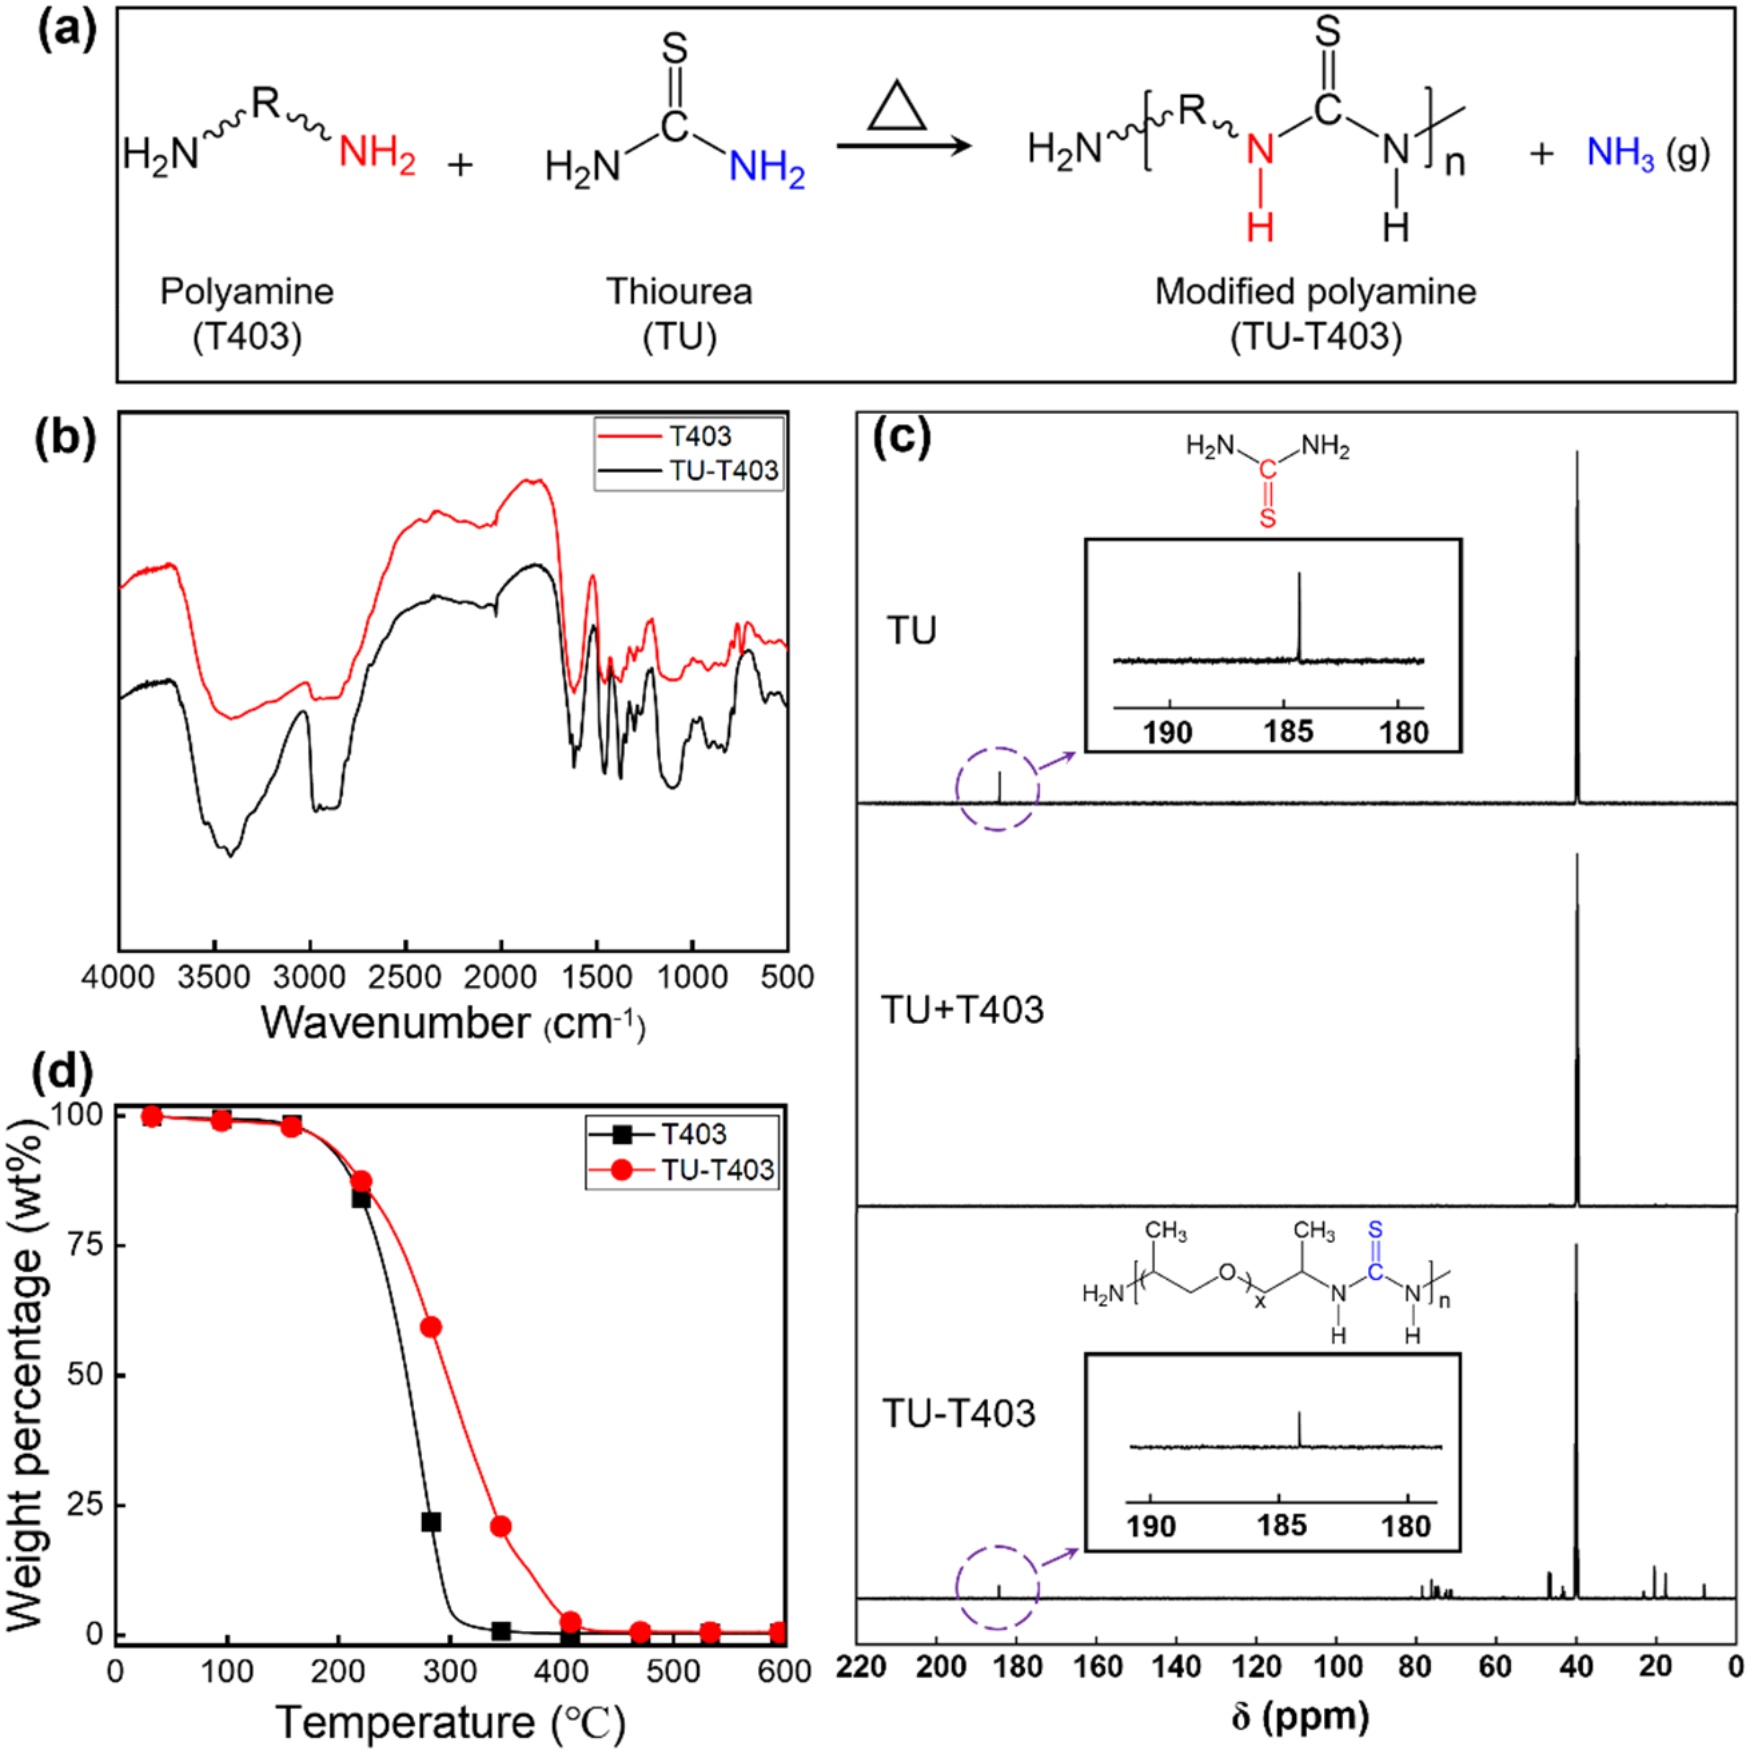 (a)
H₂N R NH₂ + H₂N C S NH₂ H₂N [ R N H C S N H ]n + NH₃ (g)
Polyamine
(T403)
Thiourea
(TU)
Modified polyamine
(TU-T403)
(b)
T403
TU-T403
4000 3500 3000 2500 2000 1500 1000 500
Wavenumber (cm⁻¹)
(c)
H₂N C NH₂
S
TU
190 185 180
TU+T403
CH₃ CH₃ S
H₂N [ ( O )x N C N ]n
H H
TU-T403
190 185 180
220 200 180 160 140 120 100 80 60 40 20 0
δ (ppm)
(d)
T403
TU-T403
100
75
50
25
0
Weight percentage (wt%)
0 100 200 300 400 500 600
Temperature (℃)